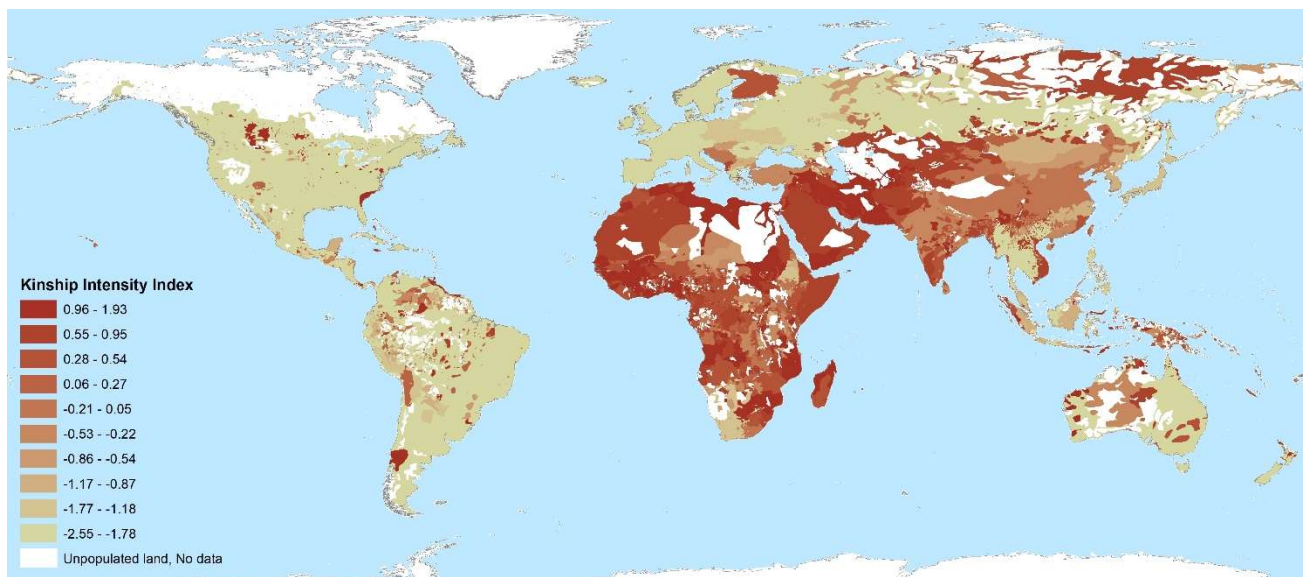 Kinship Intensity Index
0.96 - 1.93
0.55 - 0.95
0.28 - 0.54
0.06 - 0.27
-0.21 - 0.05
-0.53 - -0.22
-0.86 - -0.54
-1.17 - -0.87
-1.77 - -1.18
-2.55 - -1.78
Unpopulated land, No data